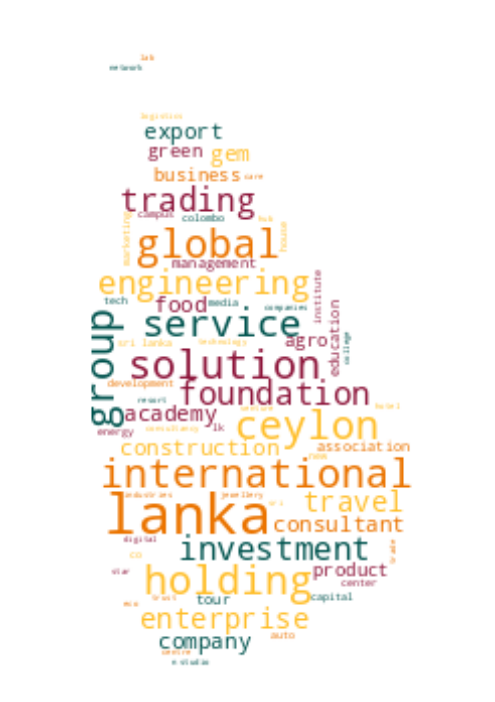 lab
network
logistics
export
green gem
business care
trading
campus colombo hub
marketing
house
global
management
engineering
institute
tech food media companies
service
education
group
agro
college
sri lanka technology
solution
development
foundation
resort
academy
hotel
energy
consultancy lk
ceylon
construction association
international
industries jewellery
lanka
travel
consultant
digital
investment
trade
co
star
holding
product
center
trust tour capital
eco
enterprise
company
auto
centre
n studio